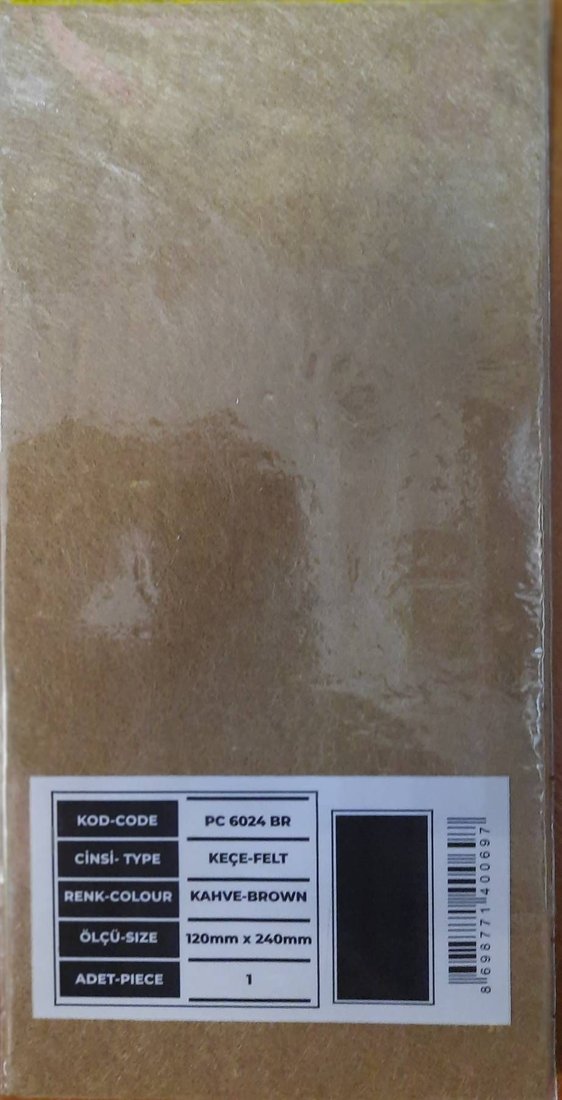 KOD-CODE PC 6024 BR
CİNSİ- TYPE KEÇE-FELT
RENK-COLOUR KAHVE-BROWN
ÖLÇÜ-SIZE 120mm x 240mm
ADET-PIECE 1
8698771400697